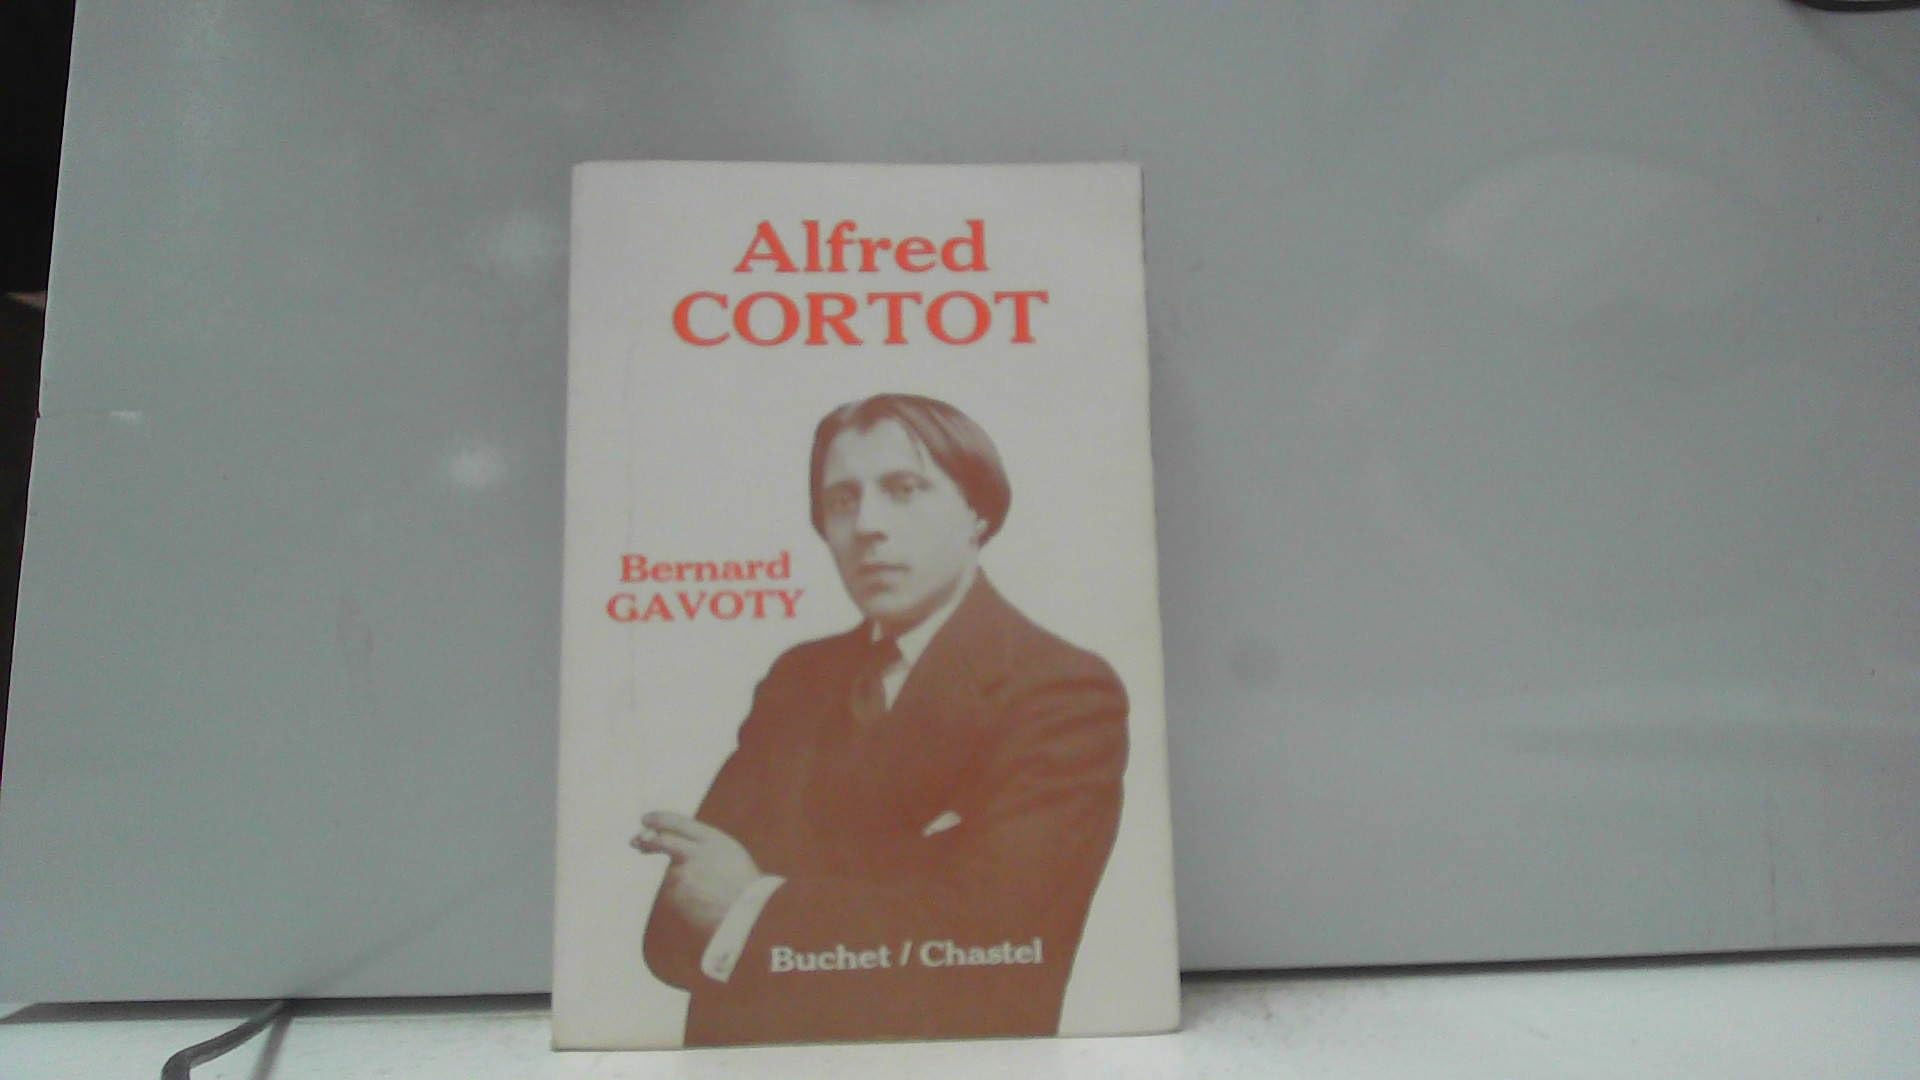 Alfred
CORTOT
Bernard
GAVOTY
Buchet / Chastel